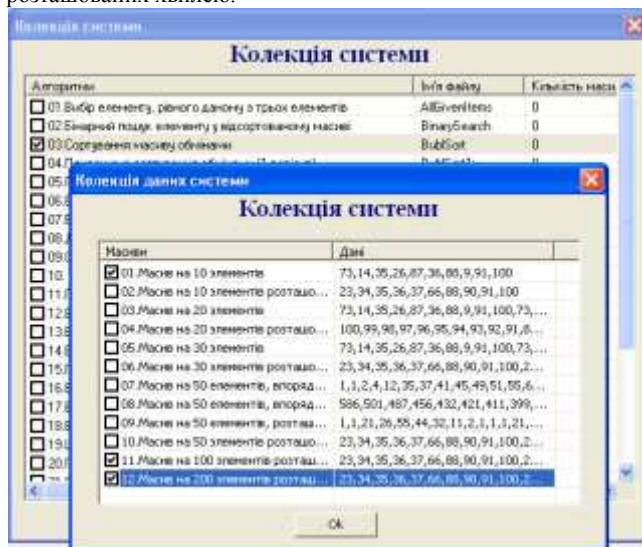 розташованих хвилею.
Колекція системи
Колекція системи
Алгоритми Ім'я файлу Кількість маси
01.Вибір елементу, рівного даному з трьох елементів AllGivenItems 0
02.Бінарний пошук елементу у відсортованому масиві BinarySearch 0
03.Сортування масиву обмінами BublSort 0
Колекція даних системи
Колекція системи
Масиви Дані
01.Масив на 10 элементів 73,14,35,26,87,36,88,9,91,100
02.Масив на 10 элементів розташо... 23,34,35,36,37,66,88,90,91,100
03.Масив на 20 элементів 73,14,35,26,87,36,88,9,91,100,73,...
04.Масив на 20 элементів розташо... 100,99,98,97,96,95,94,93,92,91,8...
05.Масив на 30 элементів 73,14,35,26,87,36,88,9,91,100,73,...
06.Масив на 30 элементів розташо... 23,34,35,36,37,66,88,90,91,100,2...
07.Масив на 50 елементів, впоряд... 1,1,2,4,12,35,37,41,45,49,51,55,6...
08.Масив на 50 елементів, впоряд... 586,501,487,456,432,421,411,399,...
09.Масив на 50 елементів, розташ... 1,1,21,26,55,44,32,11,2,1,1,1,21,...
10.Масив на 50 элементів розташо... 23,34,35,36,37,66,88,90,91,100,2...
11.Масив на 100 элементів розташ... 23,34,35,36,37,66,88,90,91,100,2...
12.Масив на 200 элементів розташ... 23,34,35,36,37,66,88,90,91,100,2...
Ok